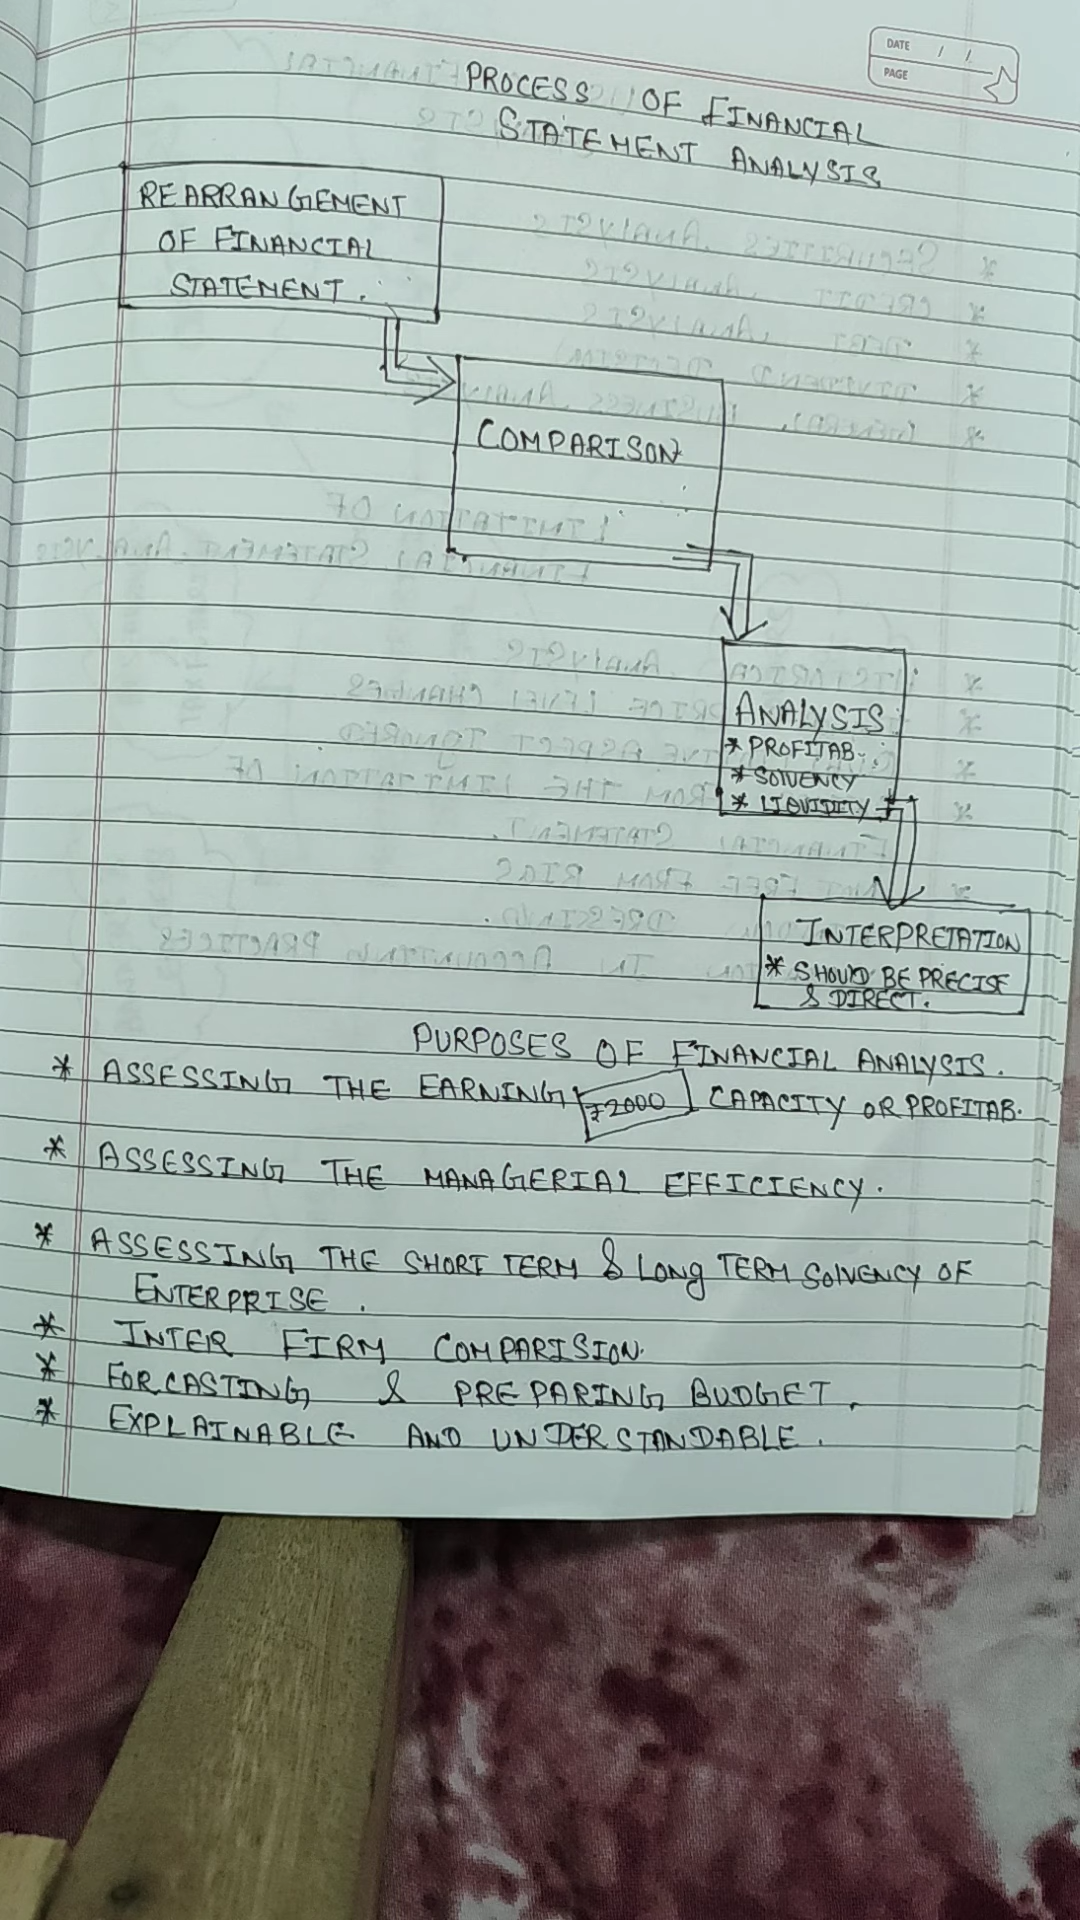 DATE / /
PAGE
PROCESS OF FINANCIAL
STATEMENT ANALYSIS
REARRANGEMENT
OF FINANCIAL
STATEMENT.
COMPARISON
ANALYSIS
* PROFITAB.
* SOLVENCY
* LIQUIDITY
INTERPRETATION
* SHOULD BE PRECISE
& DIRECT.
PURPOSES OF FINANCIAL ANALYSIS.
* ASSESSING THE EARNING ₹2000 CAPACITY OR PROFITAB.
* ASSESSING THE MANAGERIAL EFFICIENCY.
* ASSESSING THE SHORT TERM & LONG TERM SOLVENCY OF
ENTERPRISE.
* INTER FIRM COMPARISION.
* FORCASTING & PREPARING BUDGET.
* EXPLAINABLE AND UNDERSTANDABLE.